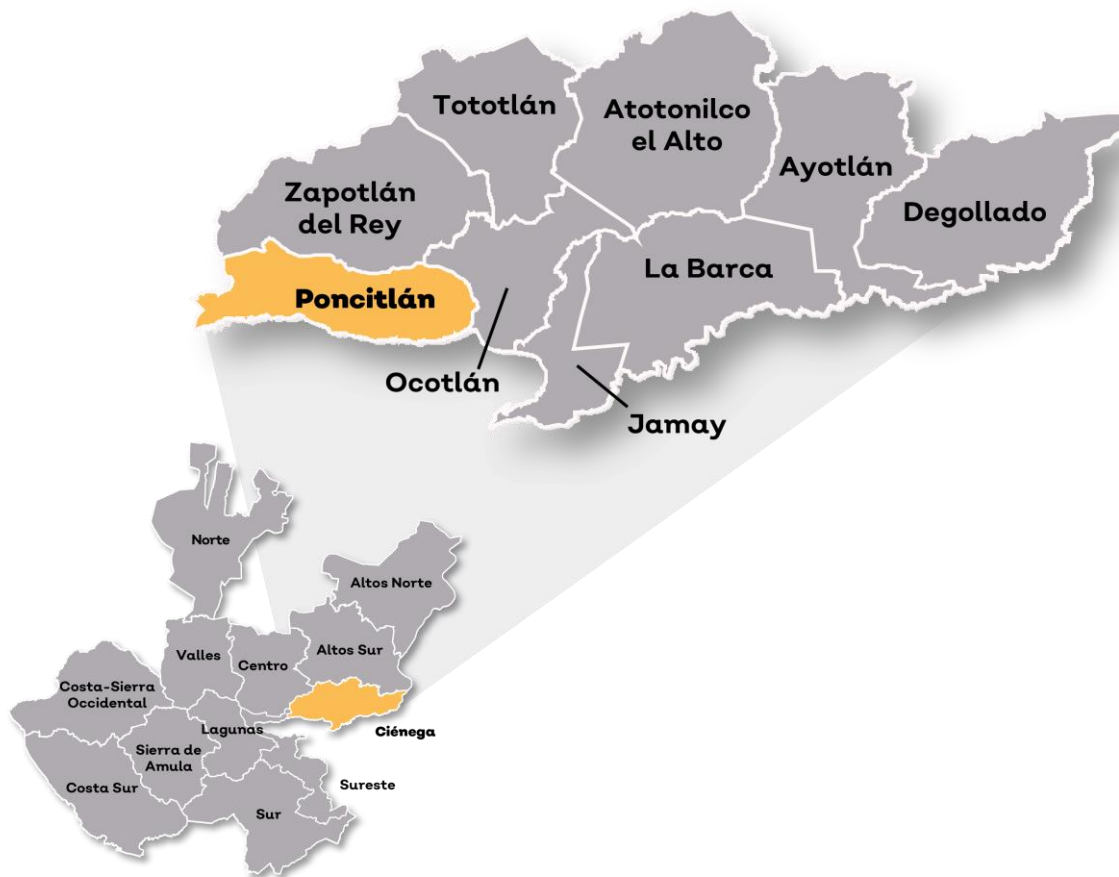 Tototlán
Atotonilco
el Alto
Ayotlán
Degollado
Zapotlán
del Rey
La Barca
Poncitlán
Ocotlán
Jamay
Norte
Altos Norte
Valles
Centro
Altos Sur
Costa-Sierra
Occidental
Lagunas
Ciénega
Sierra de
Amula
Costa Sur
Sureste
Sur